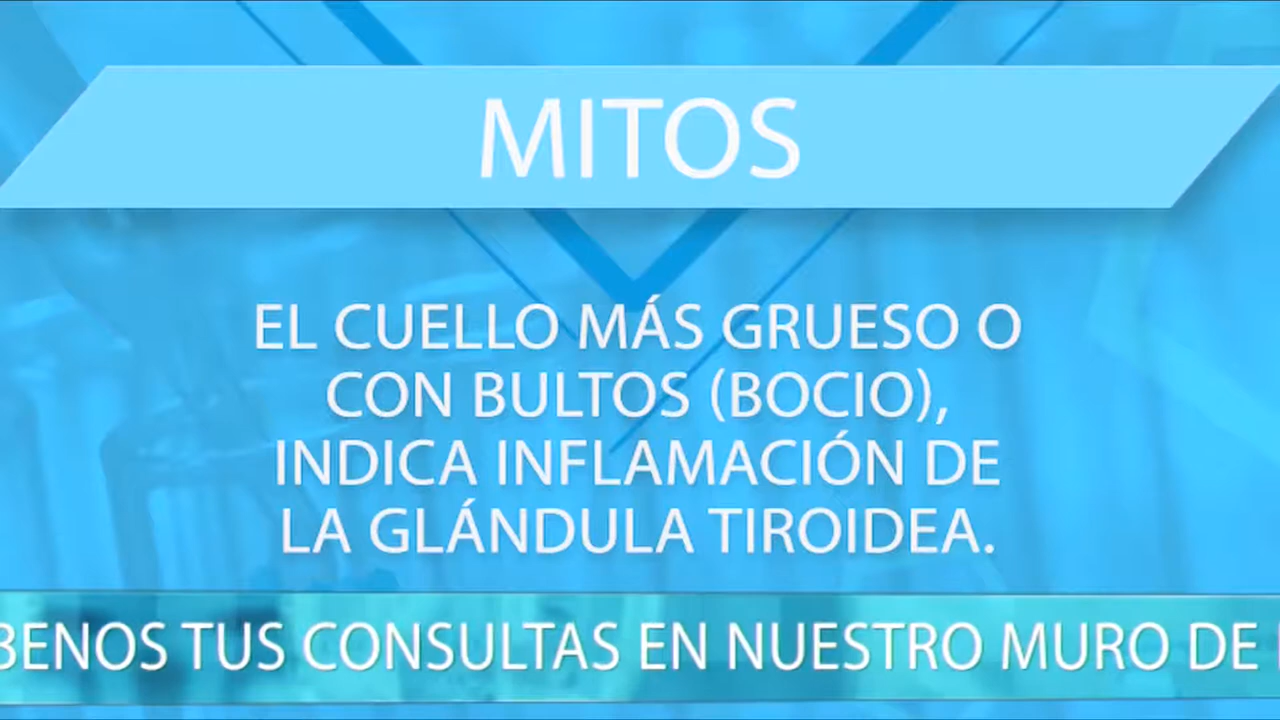 MITOS
EL CUELLO MÁS GRUESO O
CON BULTOS (BOCIO),
INDICA INFLAMACIÓN DE
LA GLÁNDULA TIROIDEA.
BENOS TUS CONSULTAS EN NUESTRO MURO DE